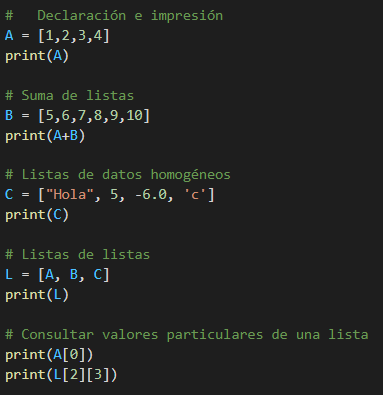 #   Declaración e impresión
A = [1,2,3,4]
print(A)
# Suma de listas
B = [5,6,7,8,9,10]
print(A+B)
# Listas de datos homogéneos
C = ["Hola", 5, -6.0, 'c']
print(C)
# Listas de listas
L = [A, B, C]
print(L)
# Consultar valores particulares de una lista
print(A[0])
print(L[2][3])